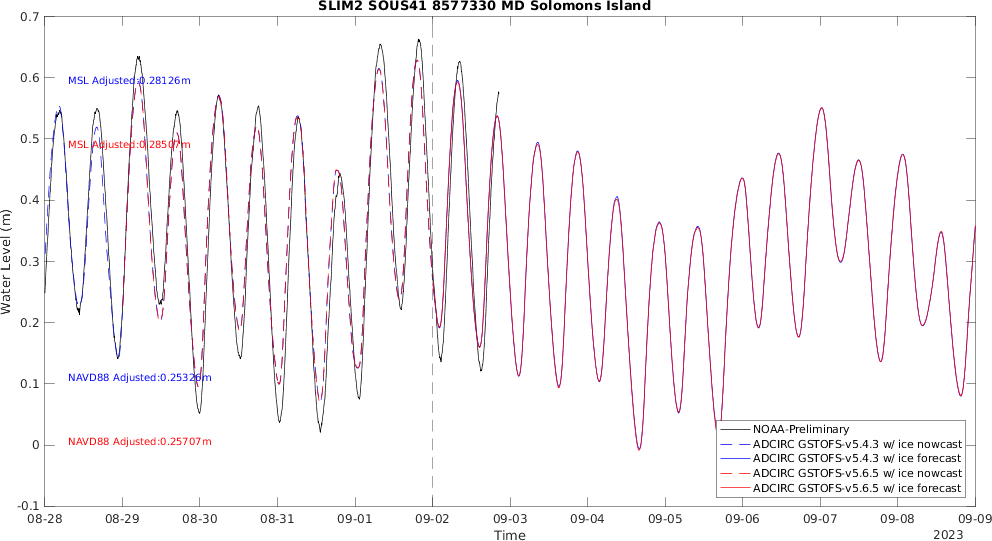 SLIM2 SOUS41 8577330 MD Solomons Island
0.7
0.6
0.5
0.4
0.3
0.2
0.1
0
-0.1
Water Level (m)
MSL Adjusted:0.28126m
MSL Adjusted:0.28507m
NAVD88 Adjusted:0.25326m
NAVD88 Adjusted:0.25707m
NOAA-Preliminary
ADCIRC GSTOFS-v5.4.3 w/ ice nowcast
ADCIRC GSTOFS-v5.4.3 w/ ice forecast
ADCIRC GSTOFS-v5.6.5 w/ ice nowcast
ADCIRC GSTOFS-v5.6.5 w/ ice forecast
08-28 08-29 08-30 08-31 09-01 09-02 09-03 09-04 09-05 09-06 09-07 09-08 09-09
Time
2023